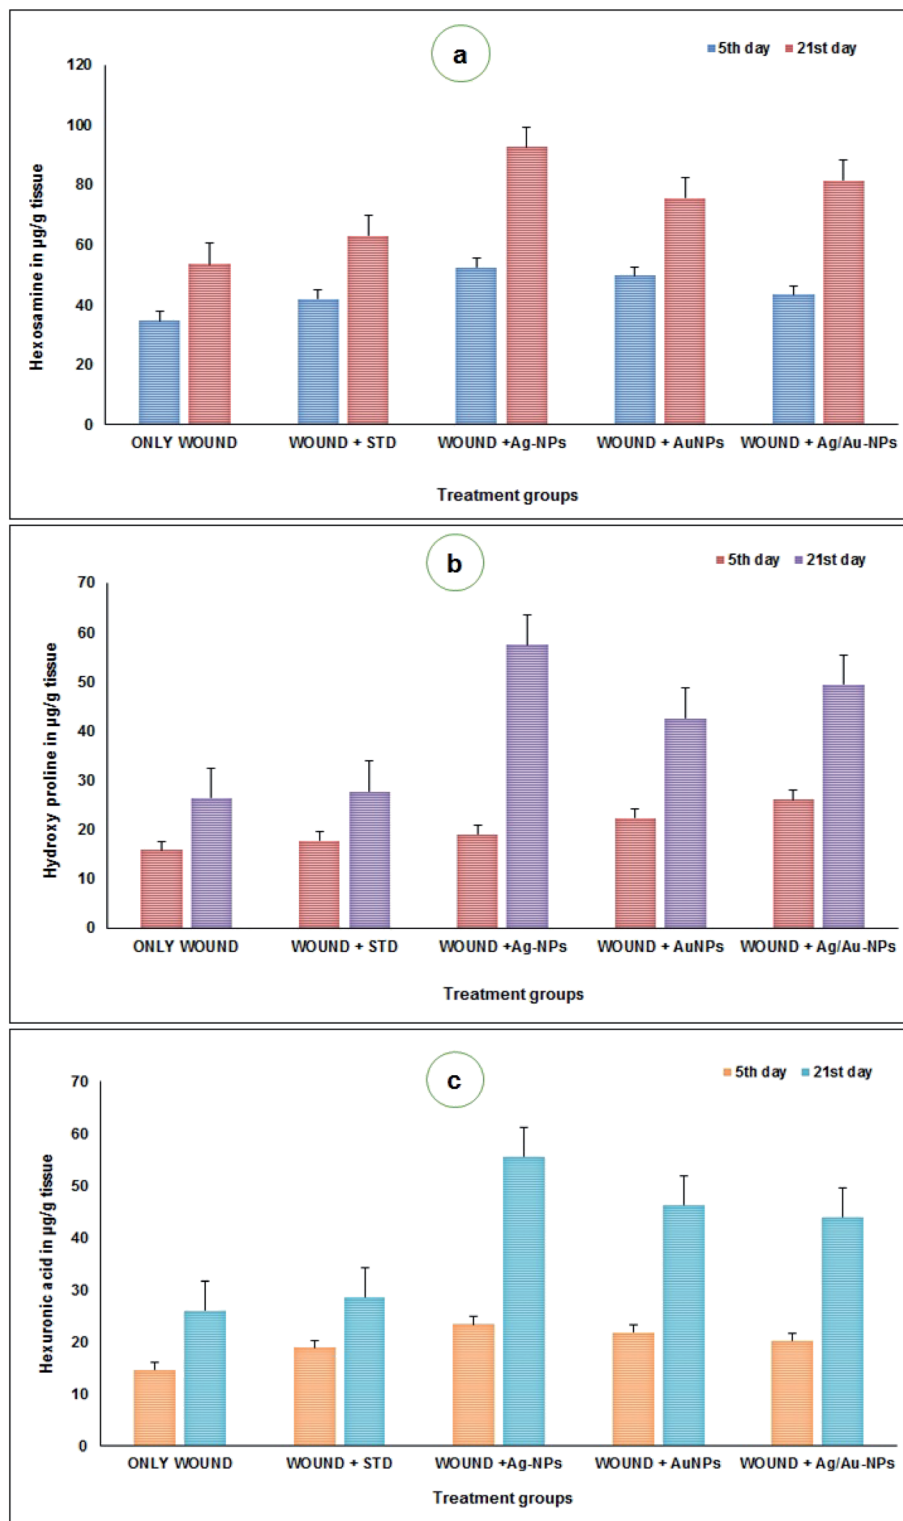 a
5th day 21st day
120
100
80
60
40
20
0
Hexosamine in µg/g tissue
ONLY WOUND WOUND + STD WOUND +Ag-NPs WOUND + AuNPs WOUND + Ag/Au-NPs
Treatment groups
b
5th day 21st day
70
60
50
40
30
20
10
0
Hydroxy proline in µg/g tissue
ONLY WOUND WOUND + STD WOUND +Ag-NPs WOUND + AuNPs WOUND + Ag/Au-NPs
Treatment groups
c
5th day 21st day
70
60
50
40
30
20
10
0
Hexuronic acid in µg/g tissue
ONLY WOUND WOUND + STD WOUND +Ag-NPs WOUND + AuNPs WOUND + Ag/Au-NPs
Treatment groups